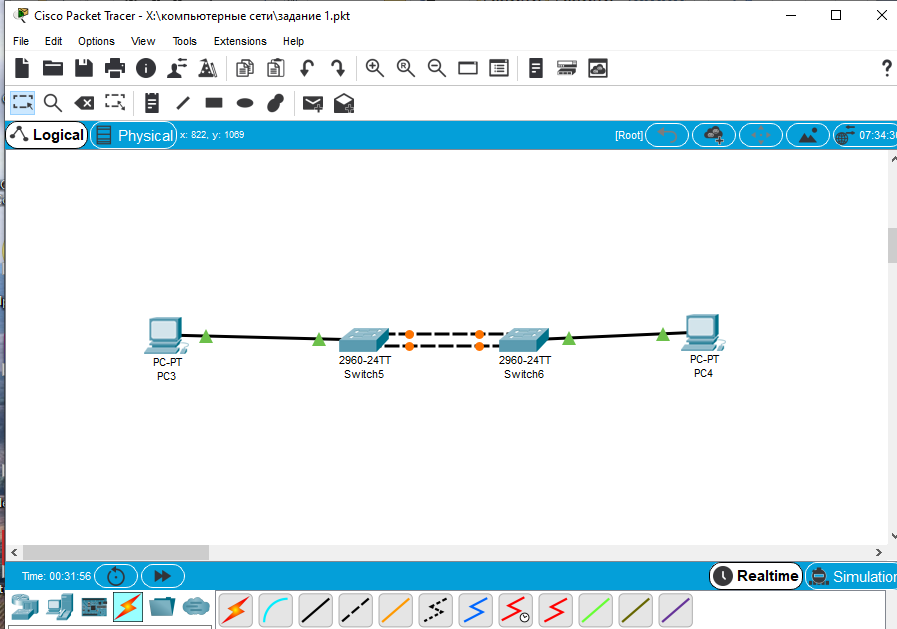 Cisco Packet Tracer - X:\компьютерные сети\задание 1.pkt
File Edit Options View Tools Extensions Help
?
Logical Physical x: 822, y: 1069 [Root] 07:34:30
PC-PT
PC3
2960-24TT
Switch5
2960-24TT
Switch6
PC-PT
PC4
Time: 00:31:56 Realtime Simulation